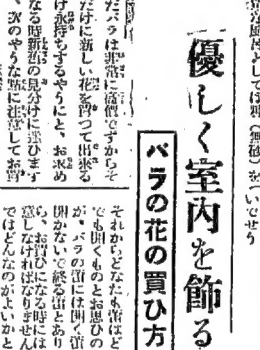 優しく室内を飾る
バラの花の買ひ方
たバラは非常に高價ですからそ
だけに新しい花を買つて出來る
け永持ちするやうにと、お求め
なる時新舊の見分けに迷ひます
次のやうな點に注意してお買
それからどなたも蕾はど
でも開くものとお思ひの
が、バラの蕾には開く蕾
開かないで終る蕾とあり
ら、お買ひになる時には
意しなければなりません
ではどんなのがよいかと